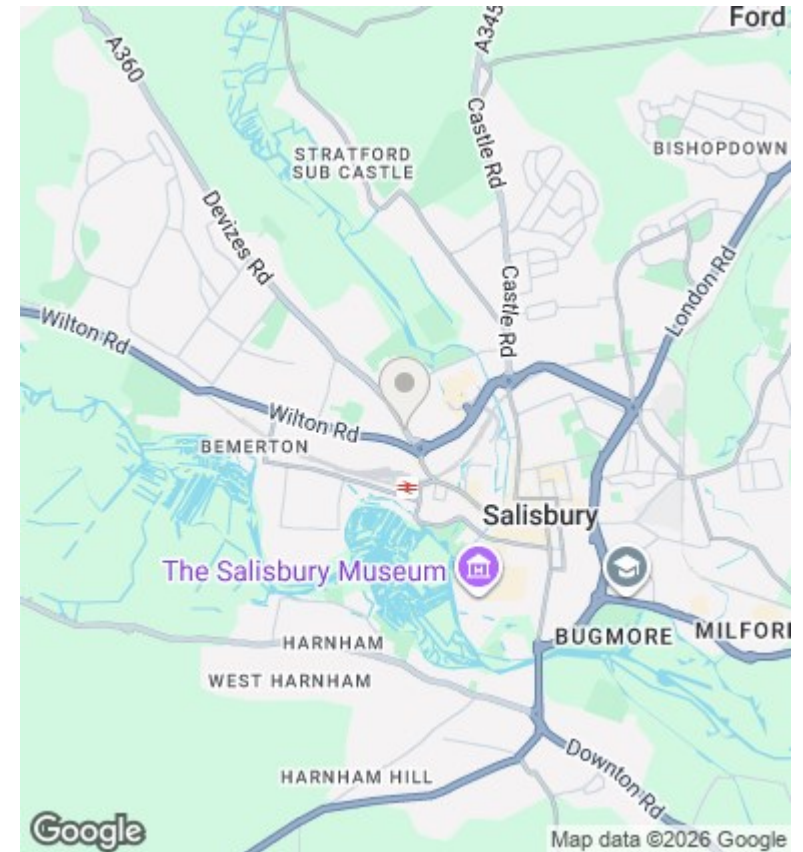 Ford
A360
A345
Castle Rd
STRATFORD
SUB CASTLE
BISHOPDOWN
Devizes Rd
Castle Rd
London Rd
Wilton Rd
Wilton Rd
BEMERTON
Salisbury
The Salisbury Museum
BUGMORE
MILFORD
HARNHAM
WEST HARNHAM
HARNHAM HILL
Downton Rd
Google
Map data ©2026 Google